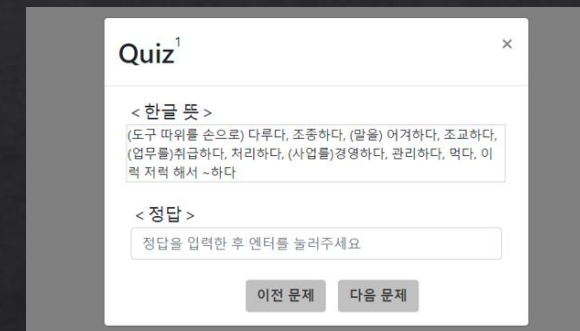 Quiz1
×
< 한글 뜻 >
(도구 따위를 손으로) 다루다, 조종하다, (말을) 어겨하다, 조교하다,
(업무를)취급하다, 처리하다, (사업를)경영하다, 관리하다, 먹다, 이
럭 저럭 해서 ~하다
< 정답 >
정답을 입력한 후 엔터를 눌러주세요
이전 문제 다음 문제